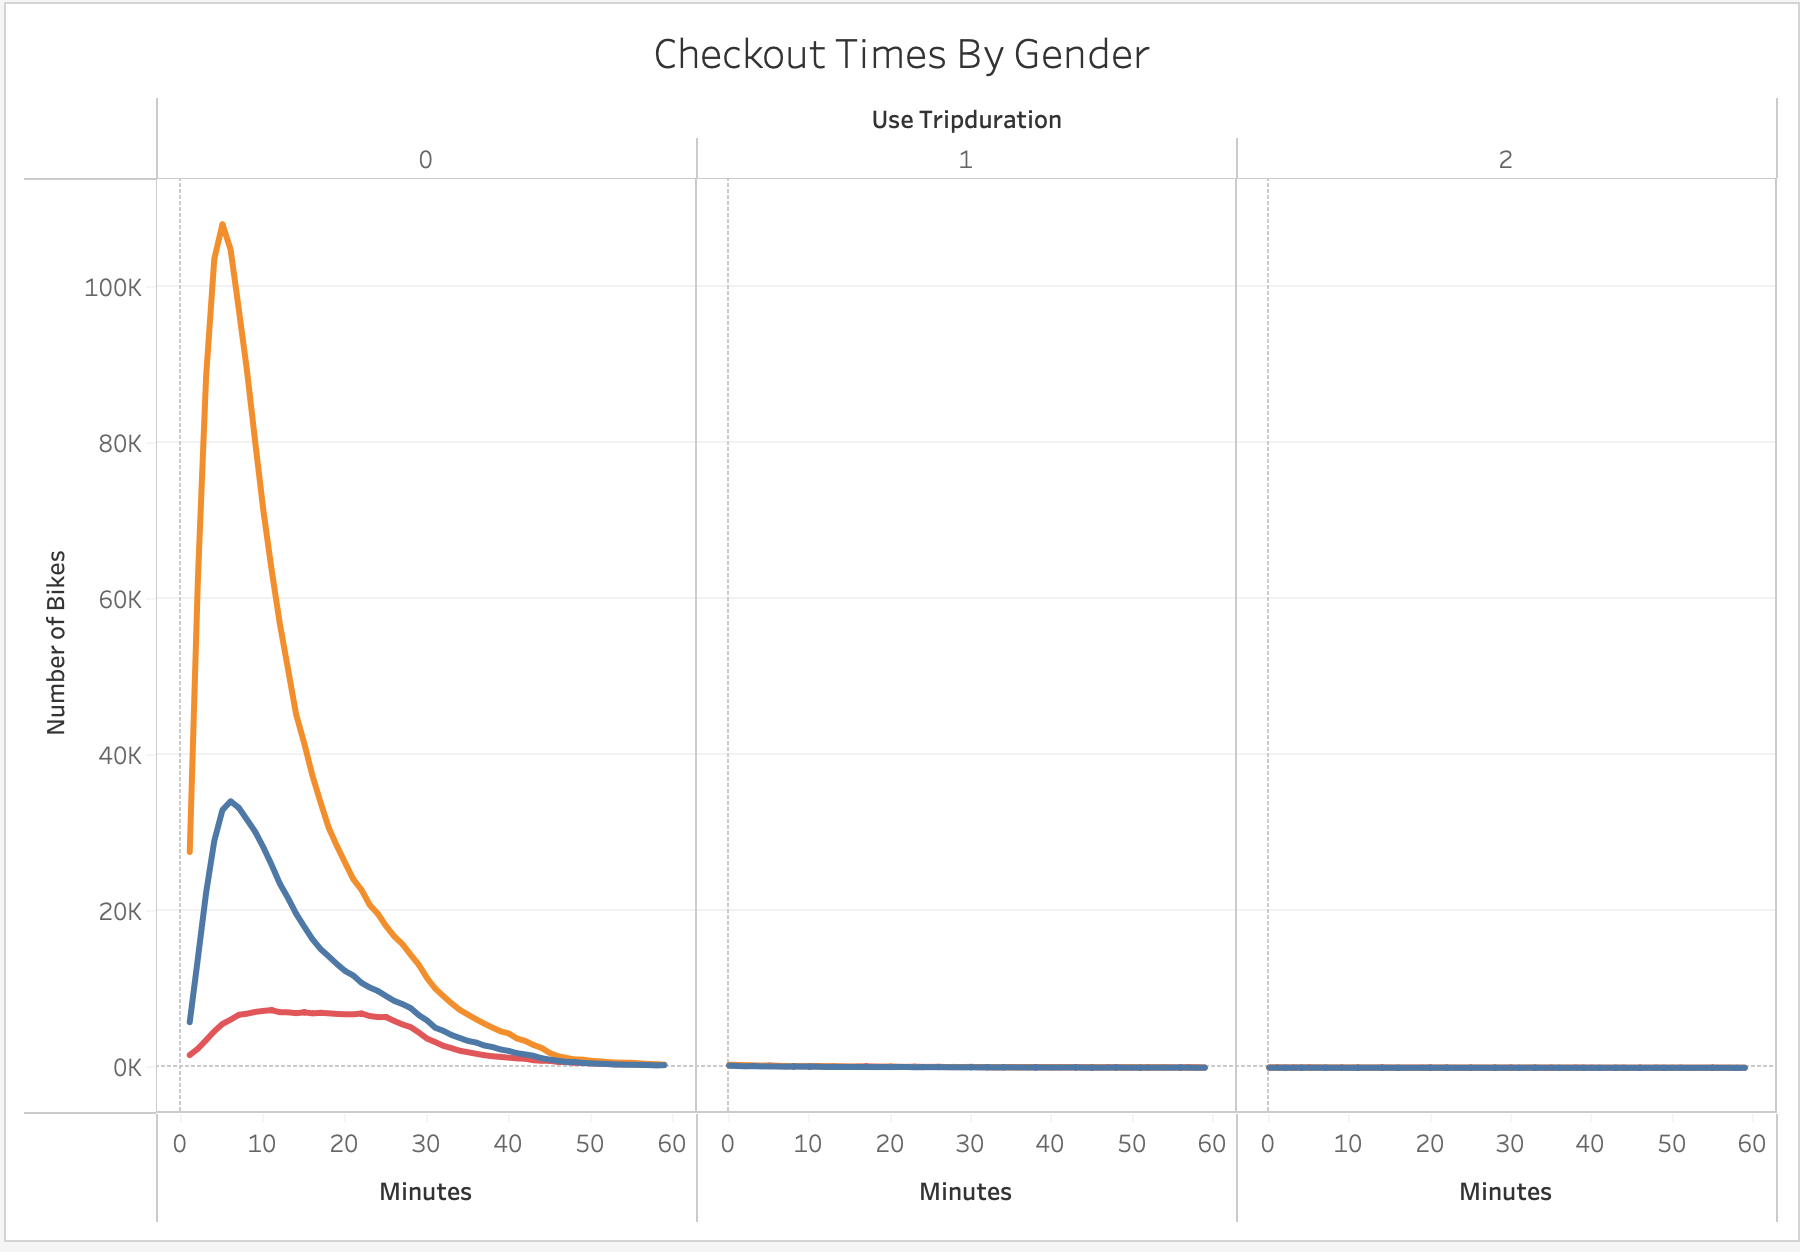 Checkout Times By Gender
Use Tripduration
0 1 2
Number of Bikes
100K
80K
60K
40K
20K
0K
0 10 20 30 40 50 60 0 10 20 30 40 50 60 0 10 20 30 40 50 60
Minutes Minutes Minutes